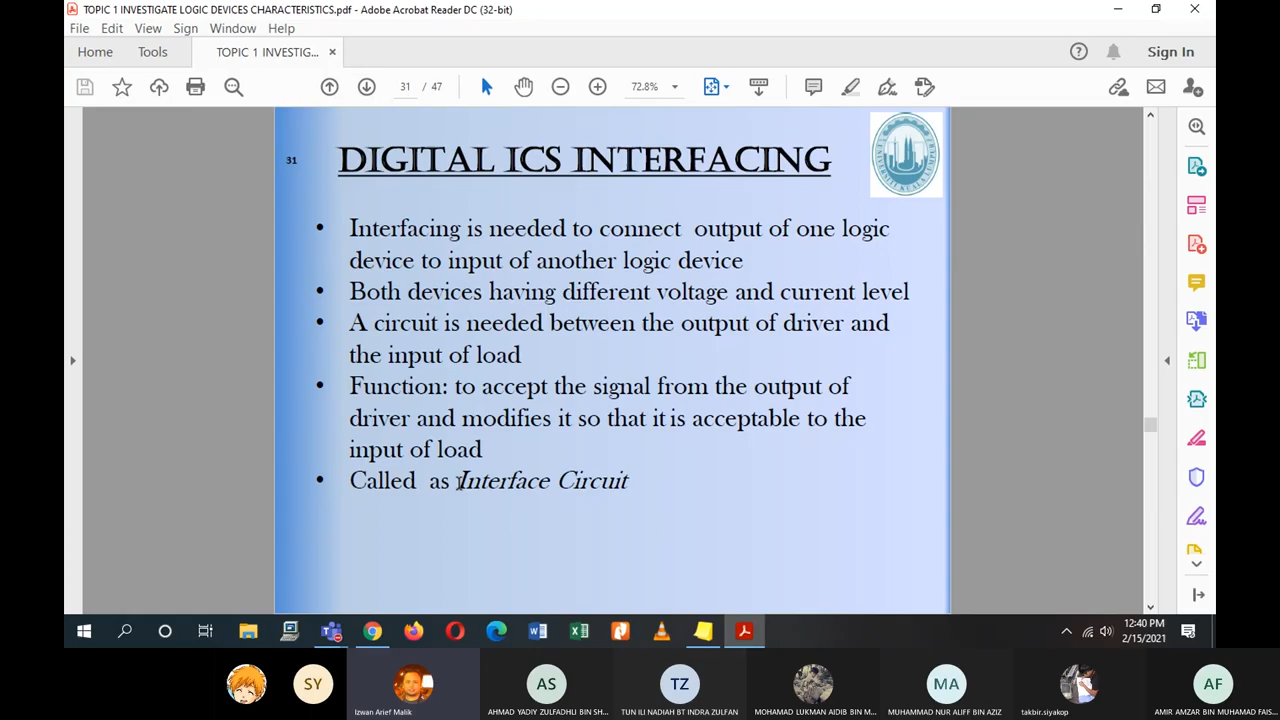 TOPIC 1 INVESTIGATE LOGIC DEVICES CHARACTERISTICS.pdf - Adobe Acrobat Reader DC (32-bit)
File Edit View Sign Window Help
Home Tools TOPIC 1 INVESTIG... × Sign In
31 / 47 72.8%
31 DIGITAL ICS INTERFACING
• Interfacing is needed to connect output of one logic
device to input of another logic device
• Both devices having different voltage and current level
• A circuit is needed between the output of driver and
the input of load
• Function: to accept the signal from the output of
driver and modifies it so that it is acceptable to the
input of load
• Called as Interface Circuit
12:40 PM
2/15/2021
SY AS TZ MA AF
Izwan Arief Malik AHMAD YADIY ZULFADHLI BIN SH... TUN ILI NADIAH BT INDRA ZULFAN MOHAMAD LUKMAN AIDIB BIN M... MUHAMMAD NUR ALIFF BIN AZIZ takbir.siyakop AMIR AMZAR BIN MUHAMAD FAIS...